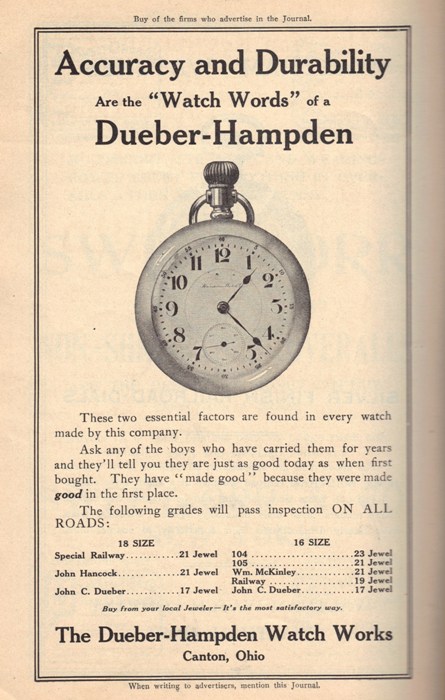 Buy of the firms who advertise in the Journal.
Accuracy and Durability
Are the "Watch Words" of a
Dueber-Hampden
11 12 1
10 2
9 3
8 4
7 5
These two essential factors are found in every watch
made by this company.
Ask any of the boys who have carried them for years
and they'll tell you they are just as good today as when first
bought. They have "made good" because they were made
good in the first place.
The following grades will pass inspection ON ALL
ROADS:
18 SIZE
Special Railway............21 Jewel
John Hancock..............21 Jewel
John C. Dueber............17 Jewel
16 SIZE
104 ........................23 Jewel
105 ........................21 Jewel
Wm. McKinley.............21 Jewel
Railway ...................19 Jewel
John C. Dueber............17 Jewel
Buy from your local Jeweler—It's the most satisfactory way.
The Dueber-Hampden Watch Works
Canton, Ohio
When writing to advertisers, mention this Journal.